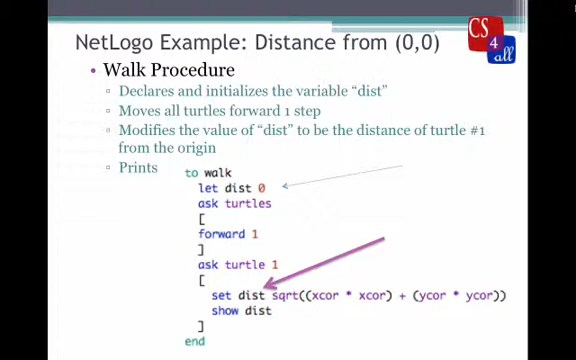 NetLogo Example: Distance from (0,0)
CS
4
all
• Walk Procedure
▫ Declares and initializes the variable “dist”
▫ Moves all turtles forward 1 step
▫ Modifies the value of “dist” to be the distance of turtle #1
from the origin
▫ Prints
to walk
let dist 0
ask turtles
[
forward 1
]
ask turtle 1
[
set dist sqrt((xcor * xcor) + (ycor * ycor))
show dist
]
end